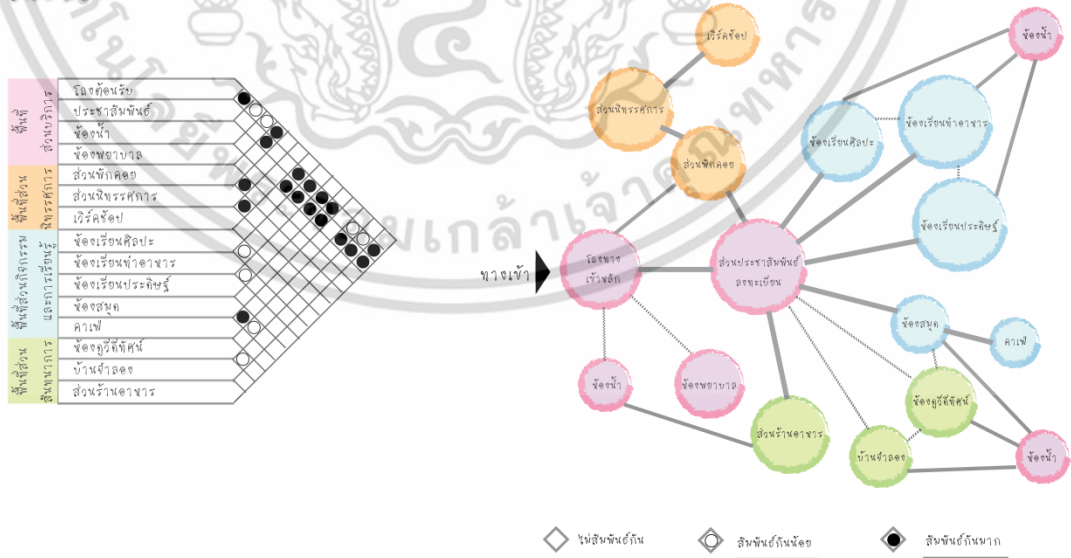 พื้นที่
ส่วนบริการ
โถงต้อนรับ
ประชาสัมพันธ์
ห้องน้ำ
ห้องพยาบาล
พื้นที่ส่วน
นิทรรศการ
ส่วนพักคอย
ส่วนนิทรรศการ
เวิร์คช้อป
พื้นที่ส่วนกิจกรรม
และการเรียนรู้
ห้องเรียนศิลปะ
ห้องเรียนทำอาหาร
ห้องเรียนประดิษฐ์
ห้องสมุด
คาเฟ่
พื้นที่ส่วน
สันทนาการ
ห้องดูวีดีทัศน์
บ้านจำลอง
ส่วนร้านอาหาร
เวิร์คช้อป
ส่วนนิทรรศการ
ส่วนพักคอย
ห้องน้ำ
ห้องเรียนศิลปะ
ห้องเรียนทำอาหาร
ห้องเรียนประดิษฐ์
ทางเข้า
โถงทาง
เข้าหลัก
ส่วนประชาสัมพันธ์
ลงทะเบียน
ห้องสมุด
คาเฟ่
ห้องน้ำ
ห้องพยาบาล
ส่วนร้านอาหาร
ห้องดูวีดีทัศน์
บ้านจำลอง
ห้องน้ำ
ไม่สัมพันธ์กัน
สัมพันธ์กันน้อย
สัมพันธ์กันมาก